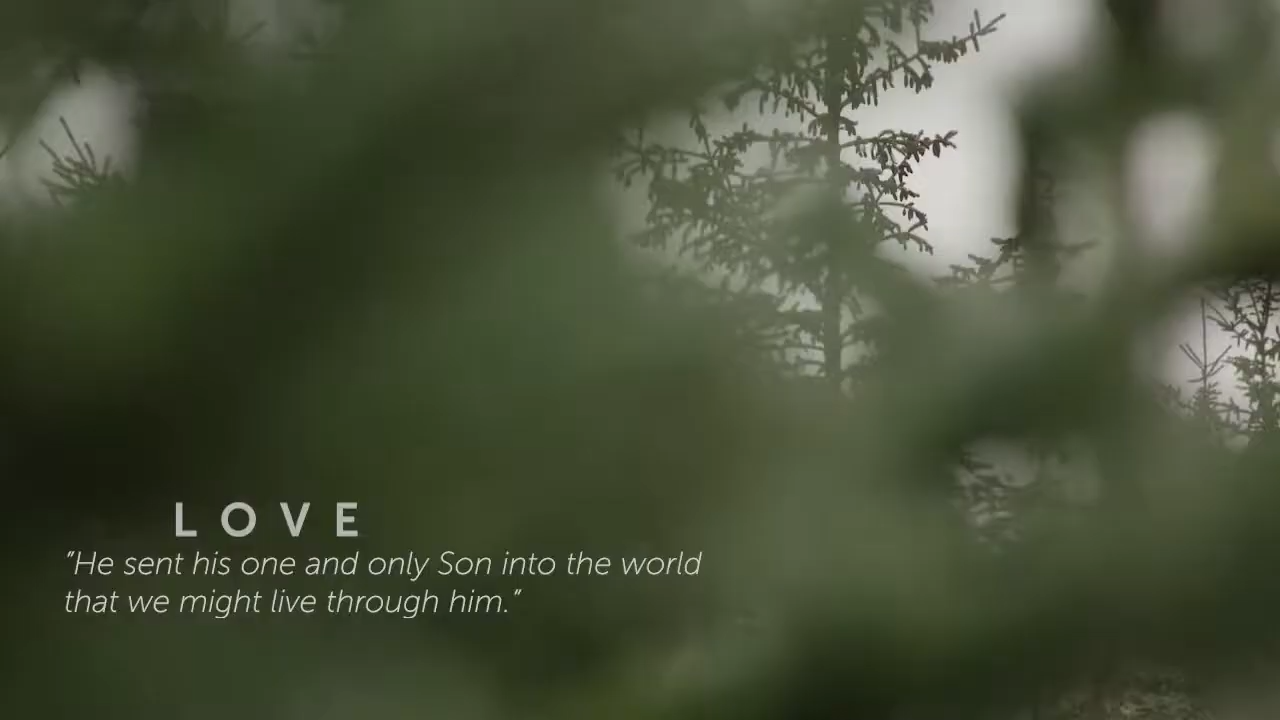 LOVE
"He sent his one and only Son into the world
that we might live through him."